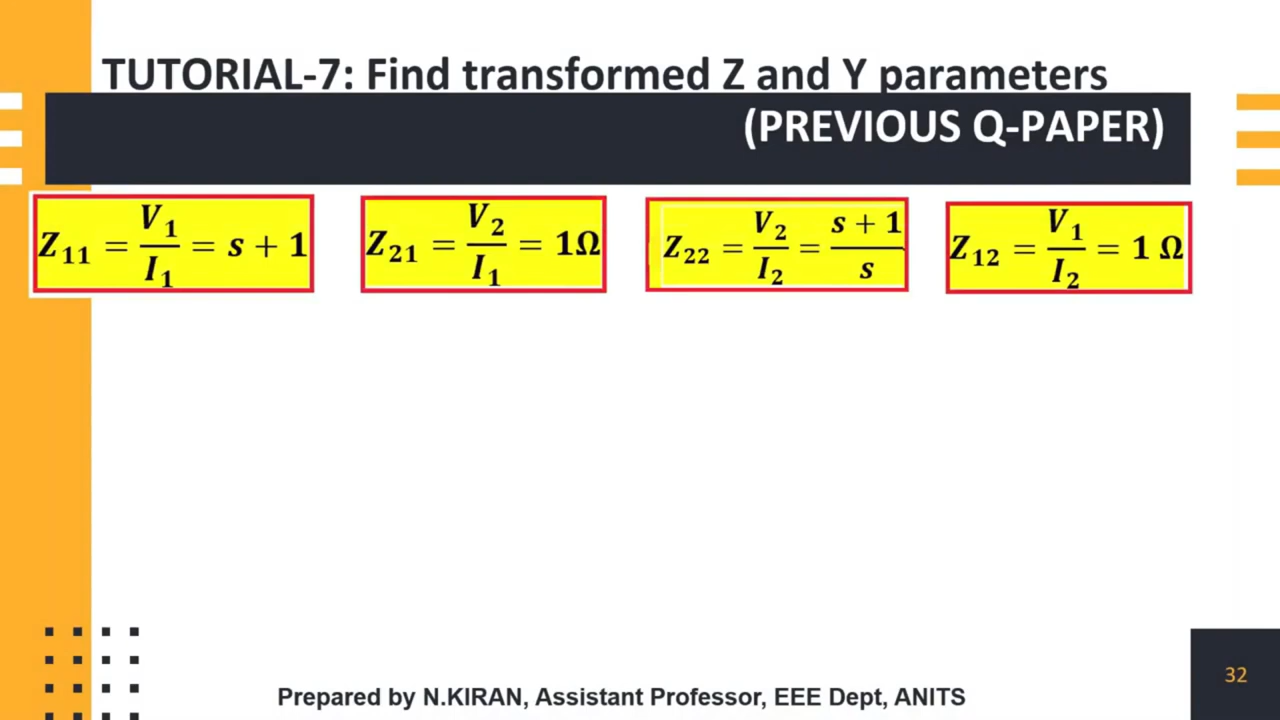 TUTORIAL-7: Find transformed Z and Y parameters
(PREVIOUS Q-PAPER)
Z₁₁ = V₁/I₁ = s + 1
Z₂₁ = V₂/I₁ = 1Ω
Z₂₂ = V₂/I₂ = (s + 1)/s
Z₁₂ = V₁/I₂ = 1 Ω
Prepared by N.KIRAN, Assistant Professor, EEE Dept, ANITS
32